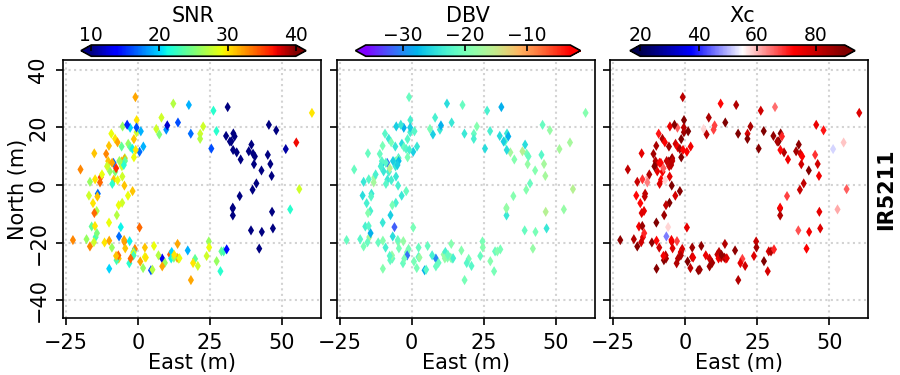 SNR DBV Xc
10 20 30 40 −30 −20 −10 20 40 60 80
40
20
0
−20
−40
North (m)
−25 0 25 50 −25 0 25 50 −25 0 25 50
East (m) East (m) East (m)
IR5211